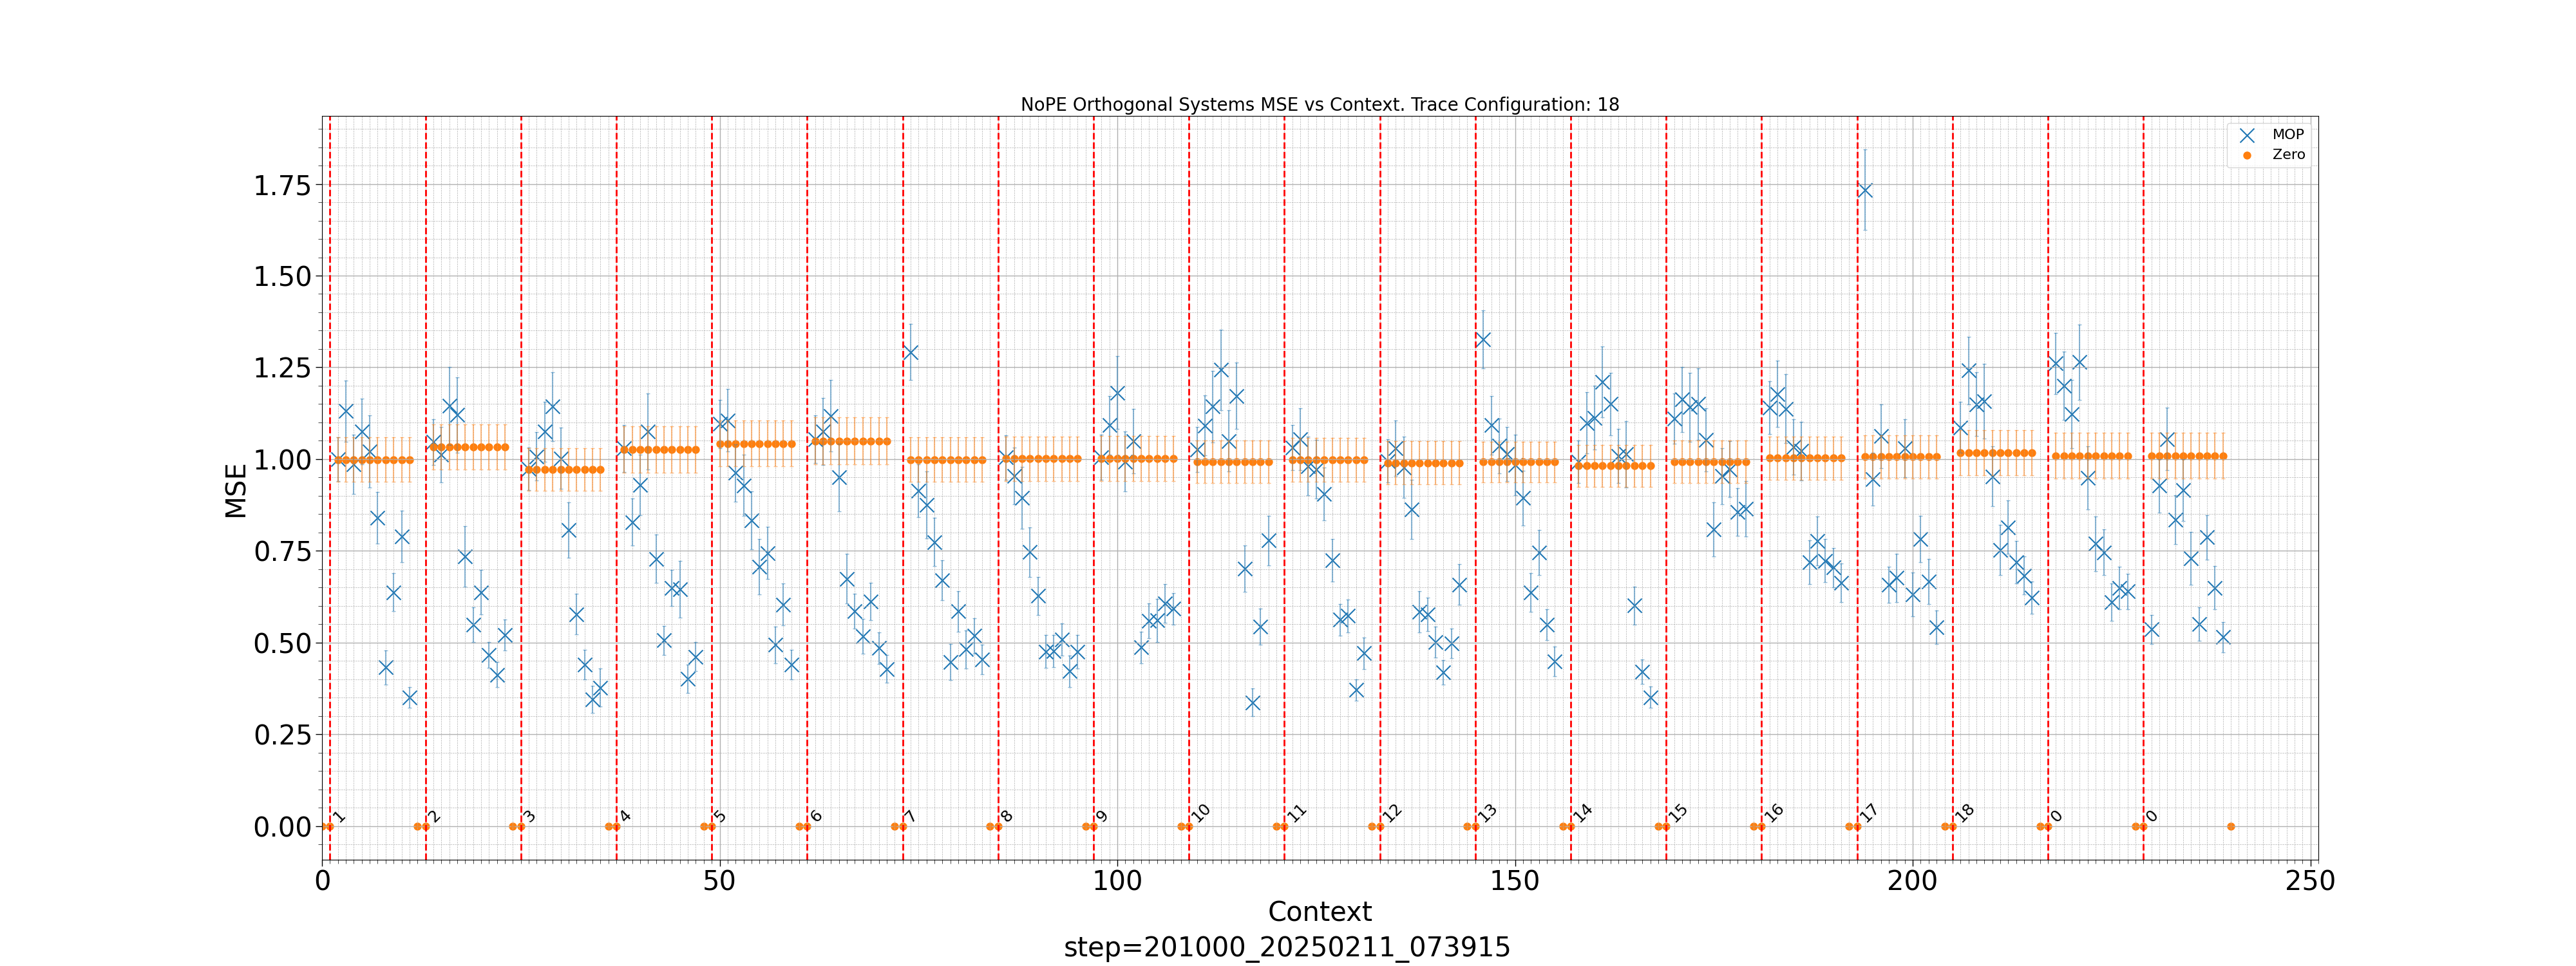 NoPE Orthogonal Systems MSE vs Context. Trace Configuration: 18
MOP
Zero
MSE
1.75
1.50
1.25
1.00
0.75
0.50
0.25
0.00
1 2 3 4 5 6 7 8 9 10 11 12 13 14 15 16 17 18 0 0
0 50 100 150 200 250
Context
step=201000_20250211_073915